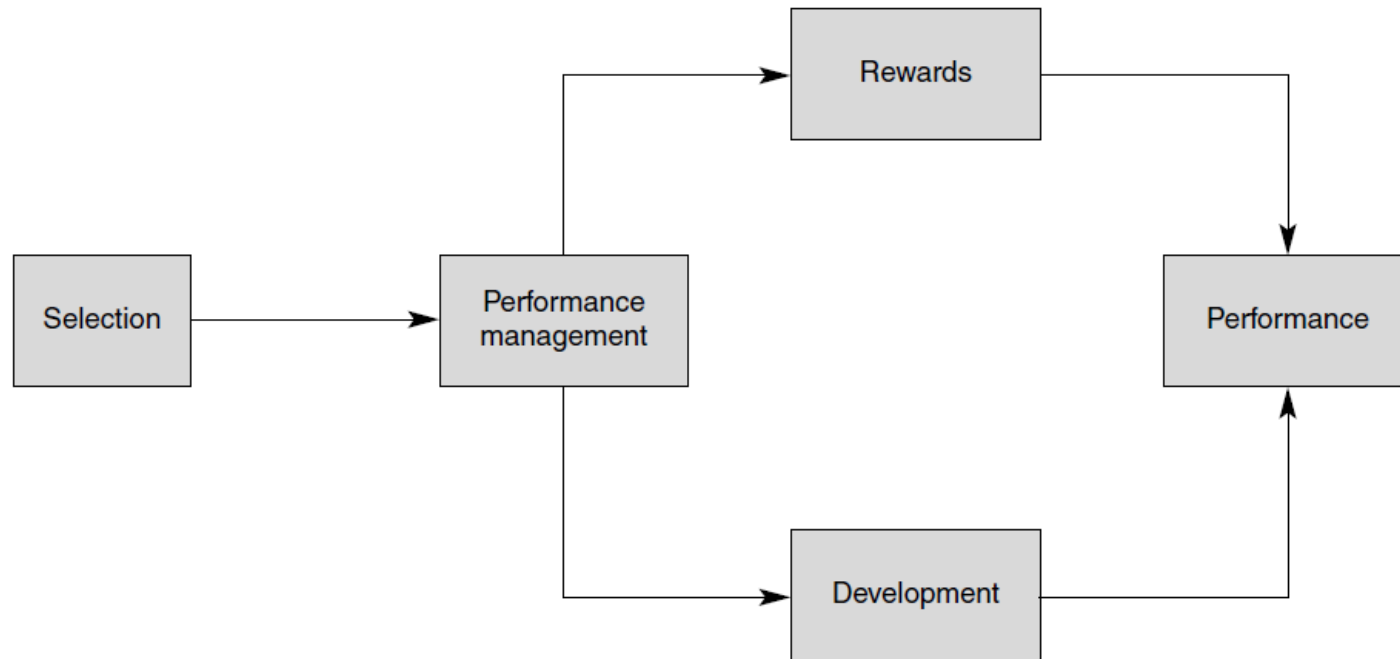 Rewards
Selection
Performance
management
Performance
Development